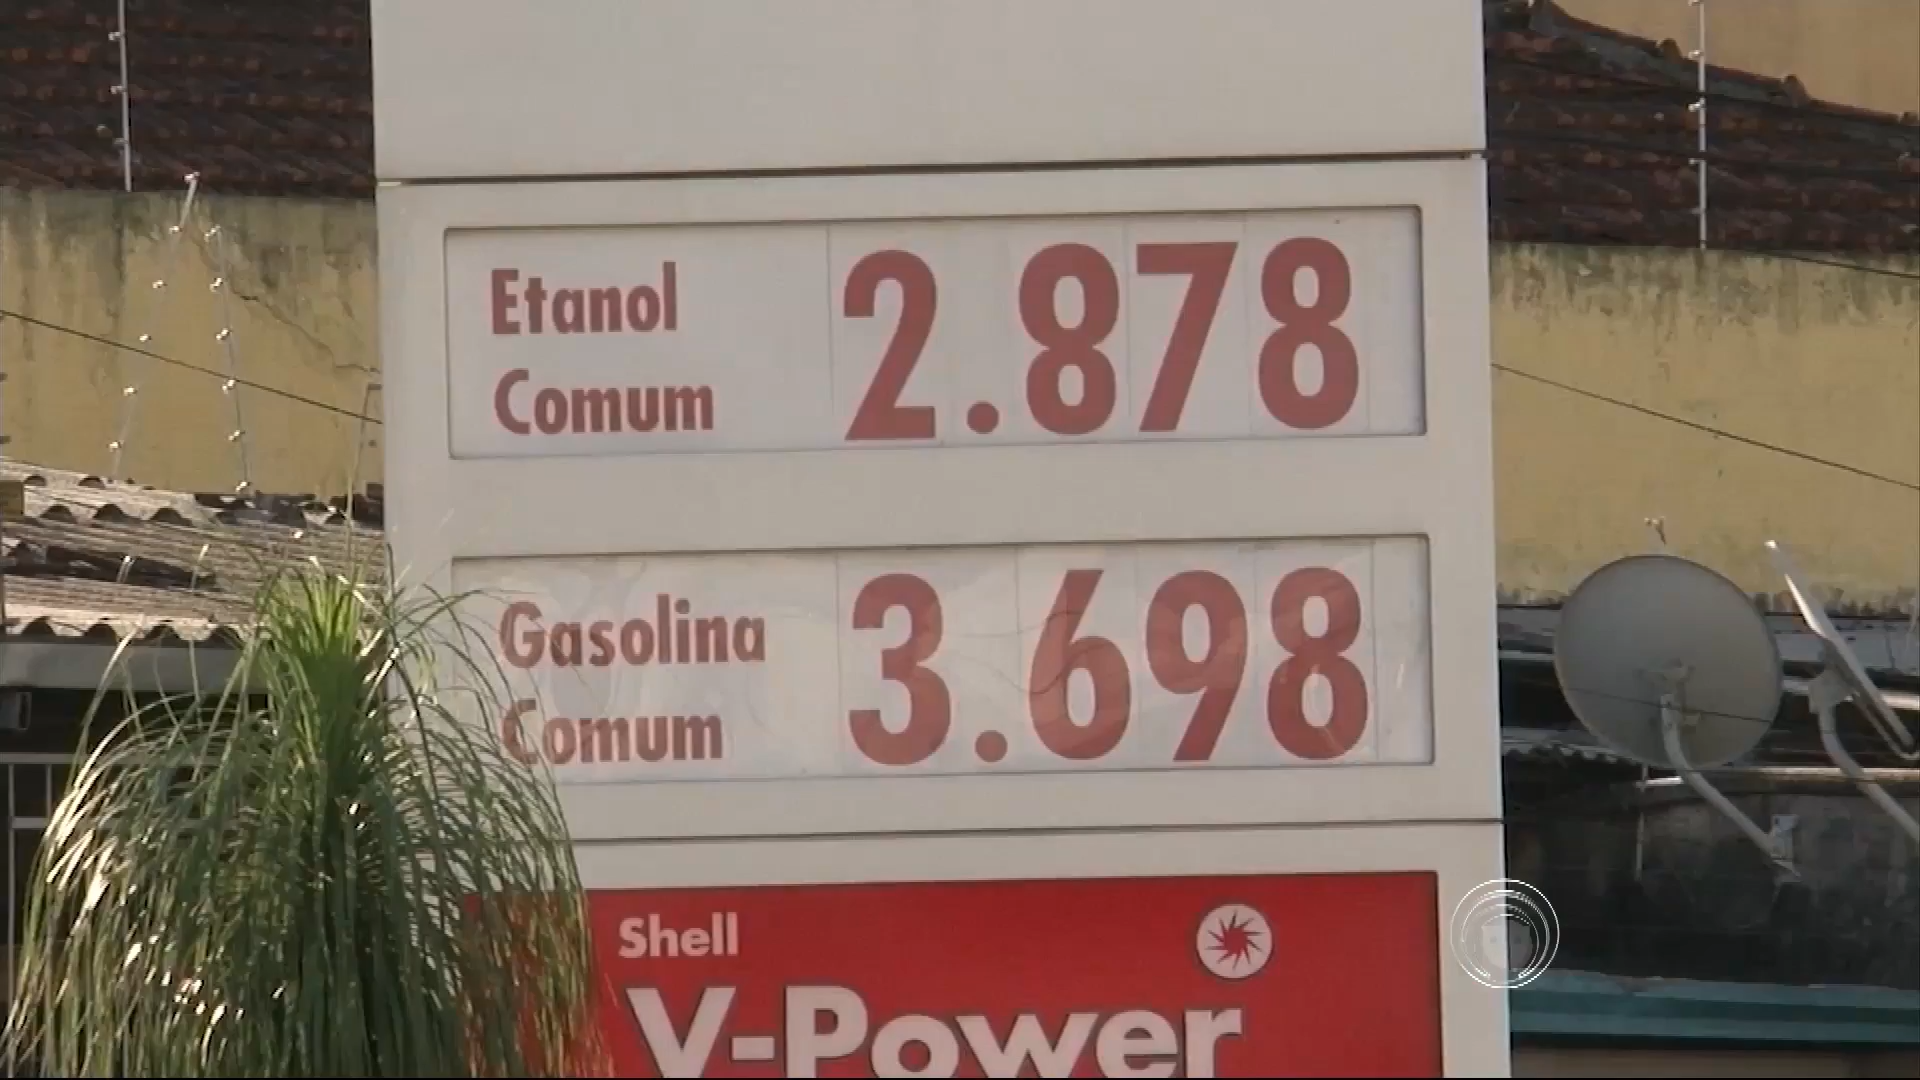 Etanol
Comum
2.878
Gasolina
Comum
3.698
Shell
V-Power